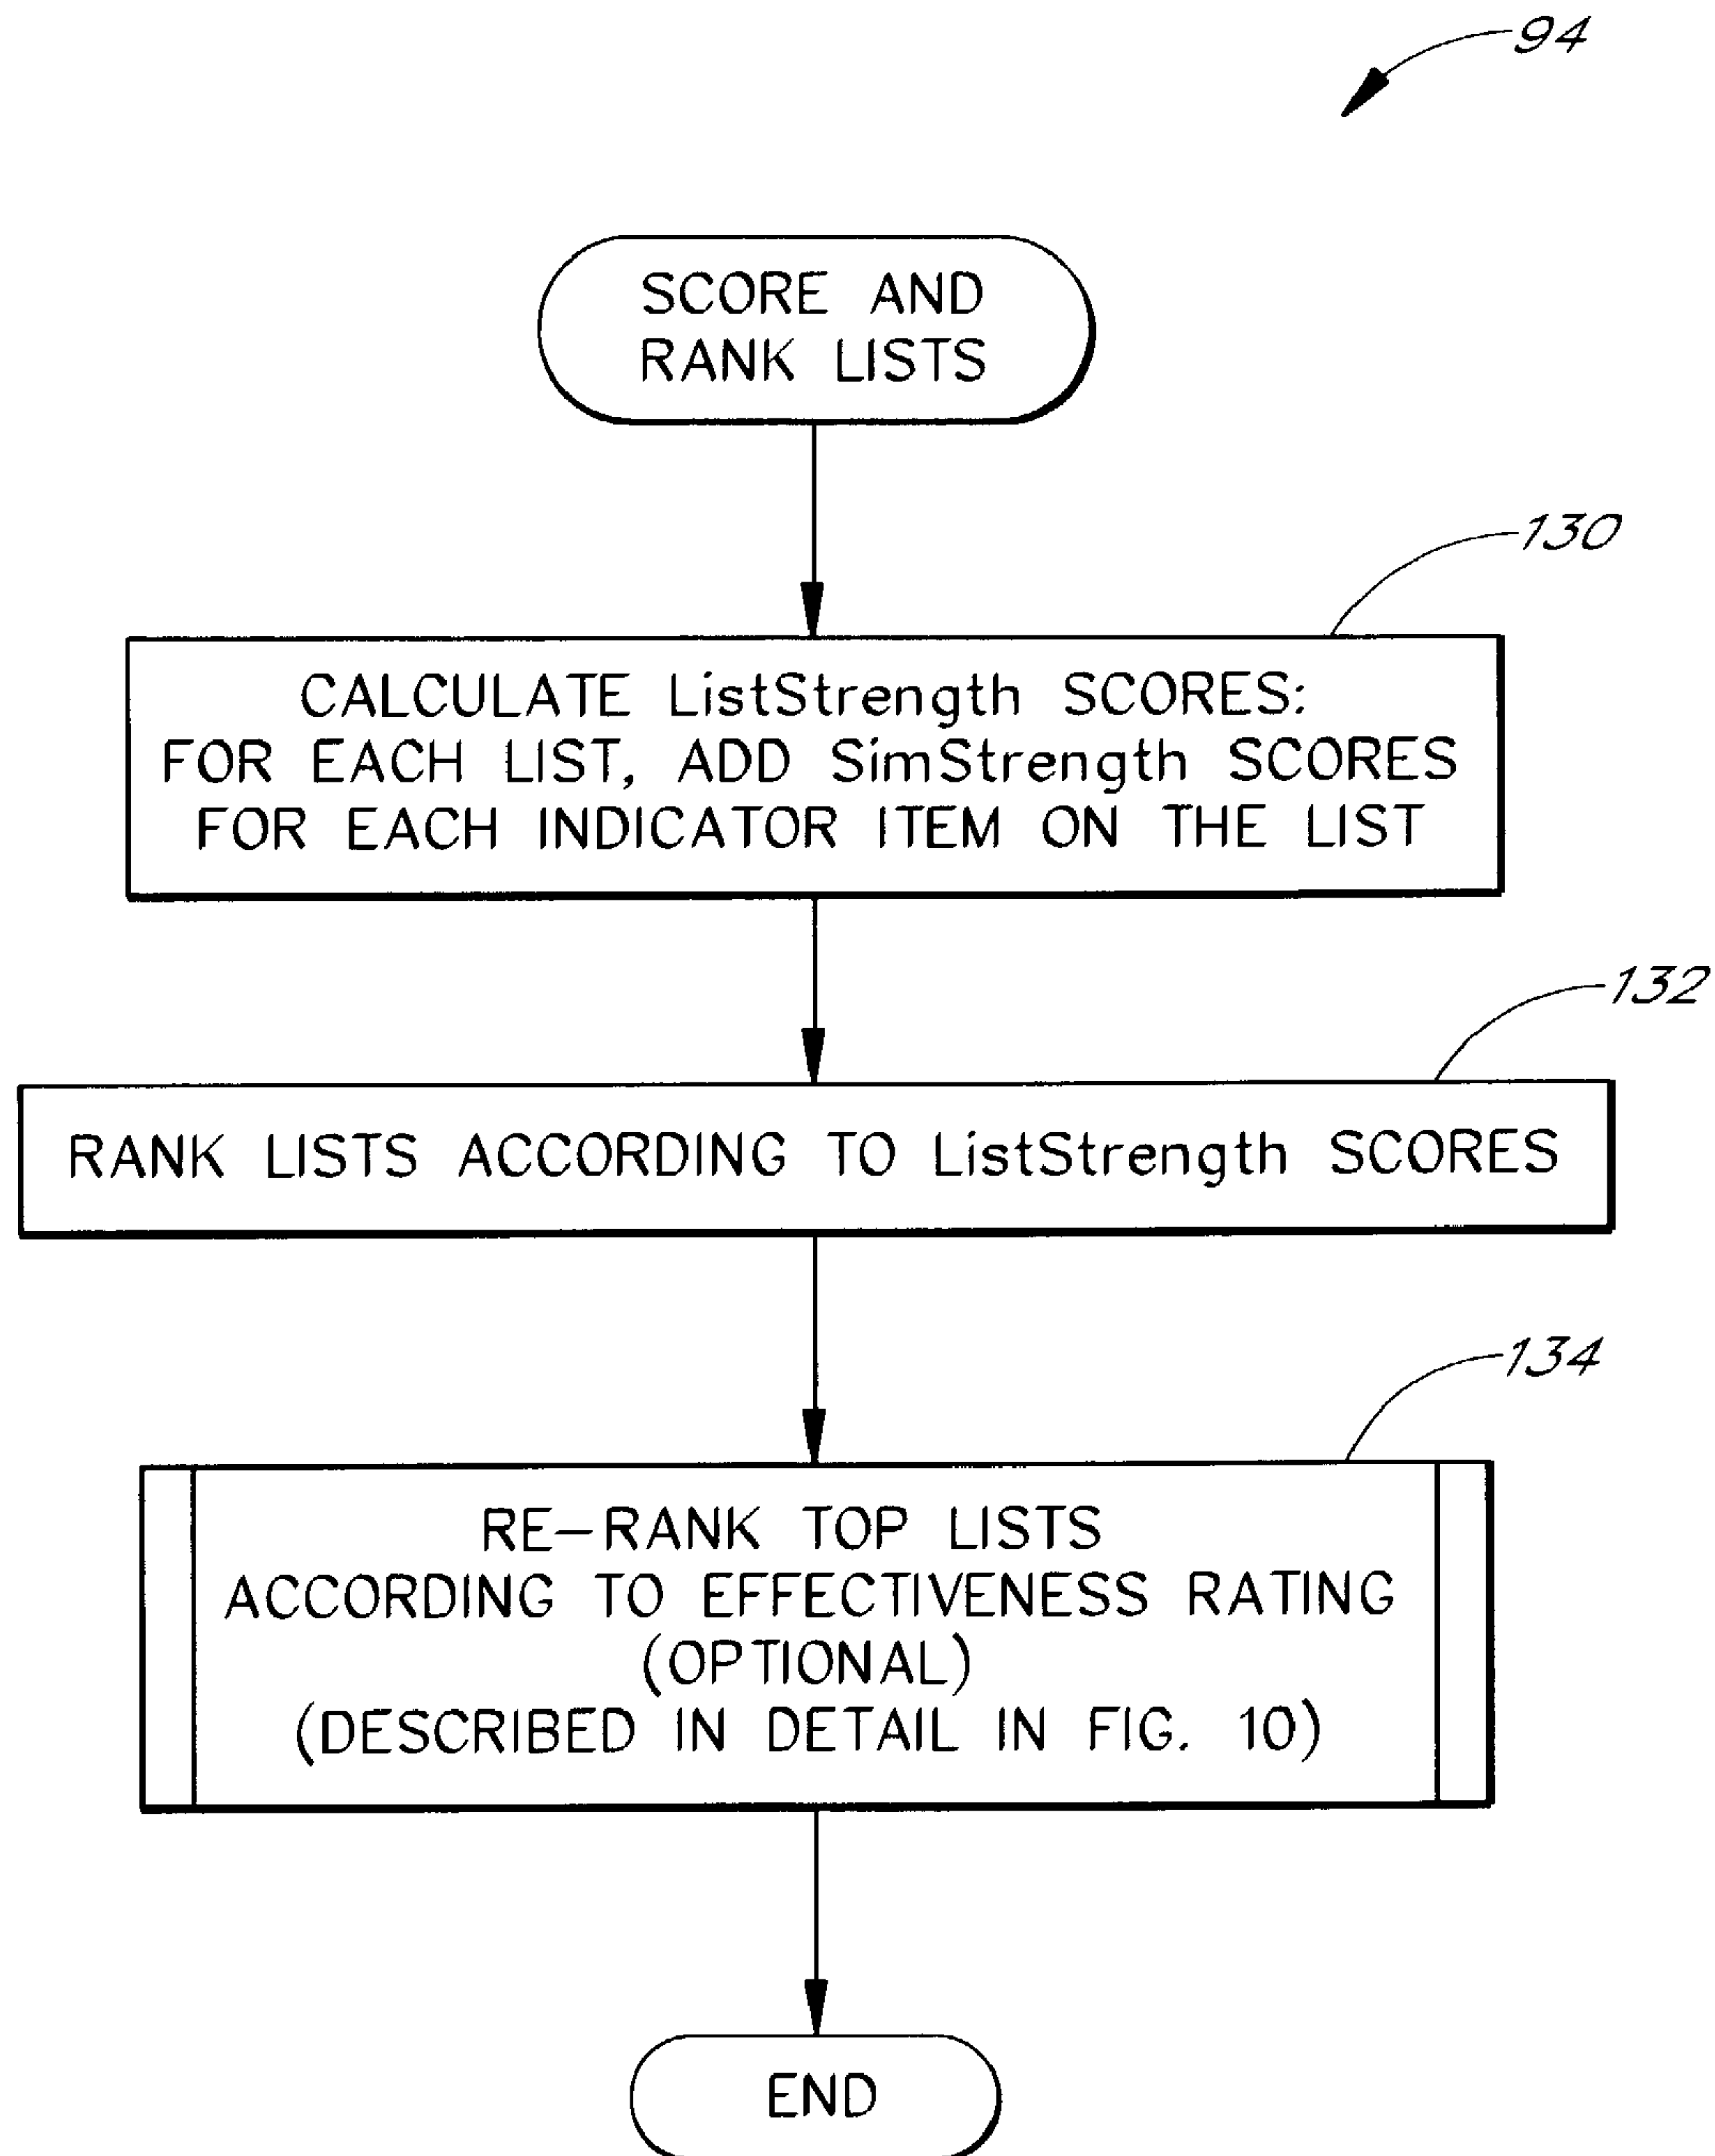 94
SCORE AND
RANK LISTS
130
CALCULATE ListStrength SCORES:
FOR EACH LIST, ADD SimStrength SCORES
FOR EACH INDICATOR ITEM ON THE LIST
132
RANK LISTS ACCORDING TO ListStrength SCORES
134
RE-RANK TOP LISTS
ACCORDING TO EFFECTIVENESS RATING
(OPTIONAL)
(DESCRIBED IN DETAIL IN FIG. 10)
END